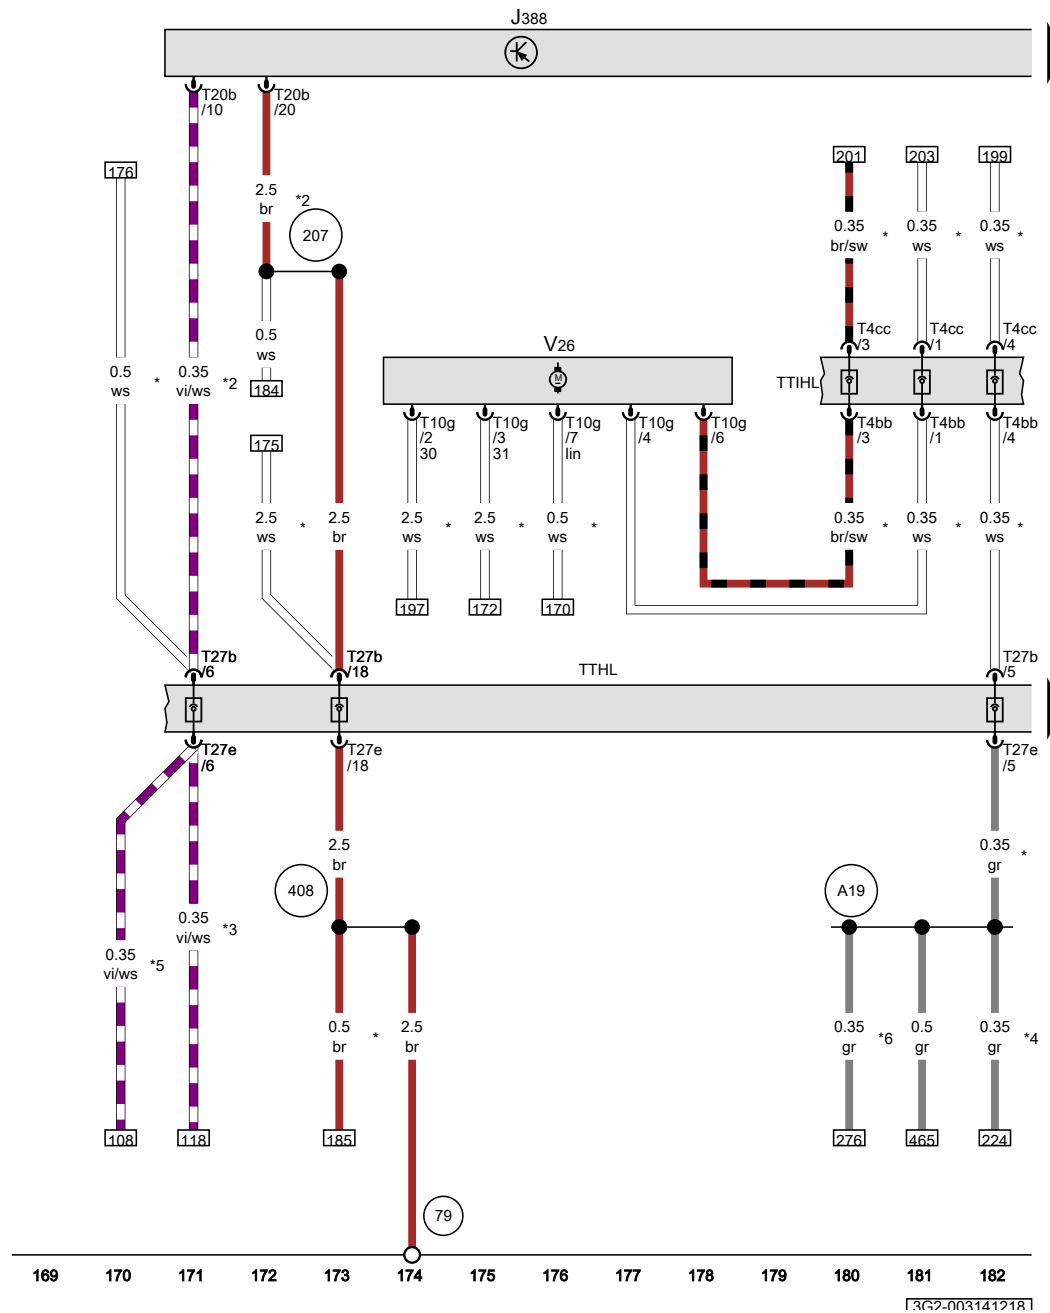 J388
T20b
/10
T20b
/20
176
201
203
199
2.5
br
*2
207
0.35
br/sw
*
0.35
ws
*
0.35
ws
*
0.5
ws
184
T4cc
/3
T4cc
/1
T4cc
/4
V26
M
TTIHL
0.5
ws
*
0.35
vi/ws
*2
T10g
/2
30
T10g
/3
31
T10g
/7
lin
T10g
/4
T10g
/6
T4bb
/3
T4bb
/1
T4bb
/4
175
2.5
ws
*
2.5
br
2.5
ws
*
2.5
ws
*
0.5
ws
*
0.35
br/sw
*
0.35
ws
*
0.35
ws
*
197
172
170
T27b
/6
T27b
/18
TTHL
T27b
/5
T27e
/6
T27e
/18
T27e
/5
2.5
br
0.35
gr
*
408
A19
0.35
vi/ws
*5
0.35
vi/ws
*3
0.5
br
*
2.5
br
0.35
gr
*6
0.5
gr
0.35
gr
*4
108
118
185
276
465
224
79
169 170 171 172 173 174 175 176 177 178 179 180 181 182
3G2-003141218